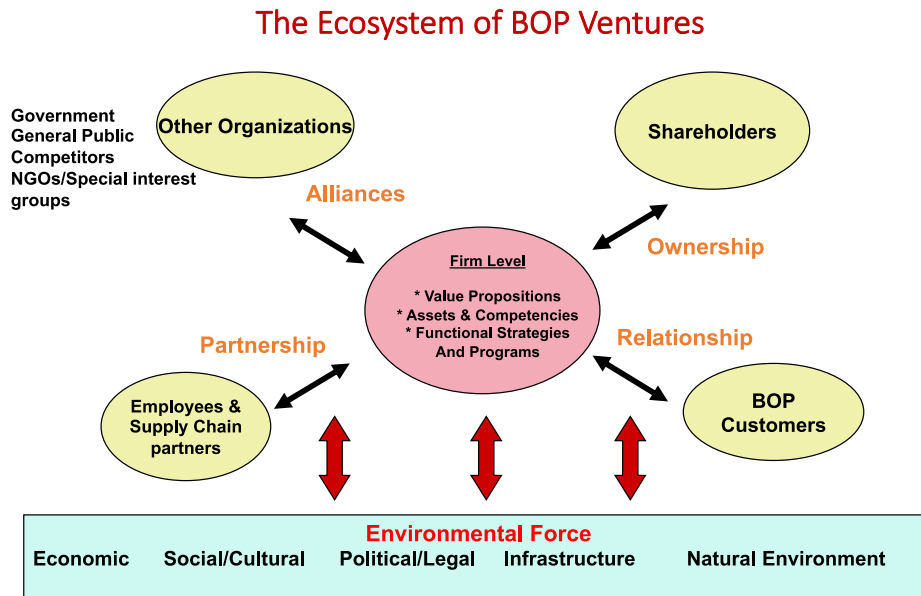 The Ecosystem of BOP Ventures
Government
General Public
Competitors
NGOs/Special interest
groups
Other Organizations
Shareholders
Alliances
Ownership
Firm Level
* Value Propositions
* Assets & Competencies
* Functional Strategies
And Programs
Partnership
Relationship
Employees &
Supply Chain
partners
BOP
Customers
Environmental Force
Economic Social/Cultural Political/Legal Infrastructure Natural Environment